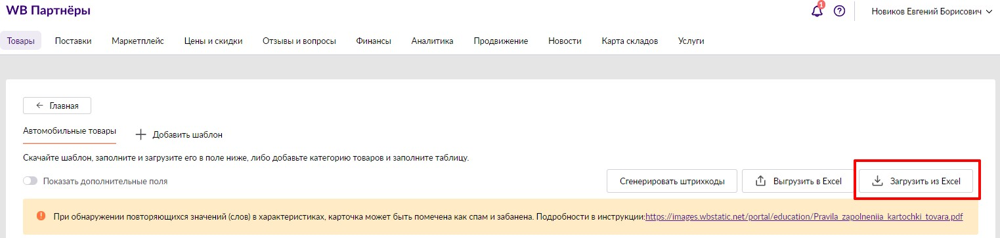 WB Партнёры
1
Новиков Евгений Борисович
Товары Поставки Маркетплейс Цены и скидки Отзывы и вопросы Финансы Аналитика Продвижение Новости Карта складов Услуги
Главная
Автомобильные товары
Добавить шаблон
Скачайте шаблон, заполните и загрузите его в поле ниже, либо добавьте категорию товаров и заполните таблицу.
Показать дополнительные поля
Сгенерировать штрихкоды
Выгрузить в Excel
Загрузить из Excel
При обнаружении повторяющихся значений (слов) в характеристиках, карточка может быть помечена как спам и забанена. Подробности в инструкции:https://images.wbstatic.net/portal/education/Pravila_zapolneniia_kartochki_tovara.pdf